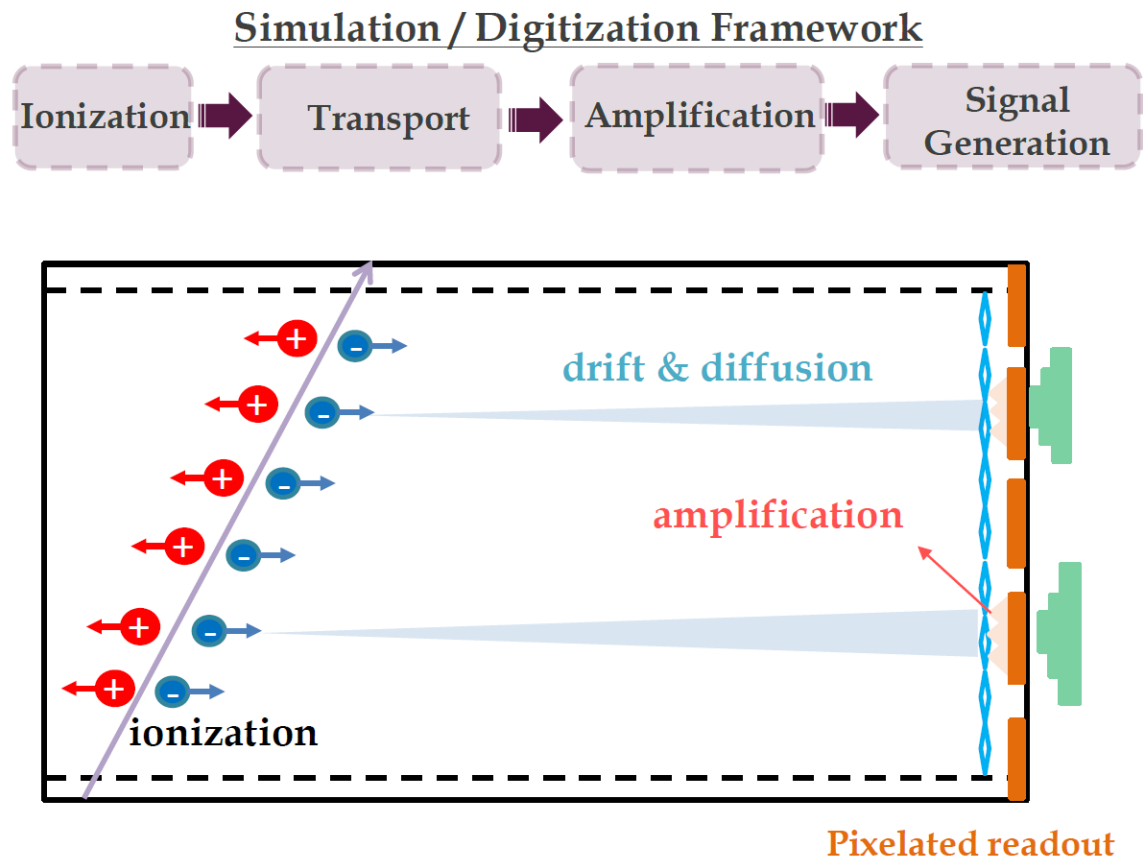 Simulation / Digitization Framework
Ionization
Transport
Amplification
Signal
Generation
+
-
+
-
+
-
+
-
+
-
+
-
drift & diffusion
amplification
ionization
Pixelated readout